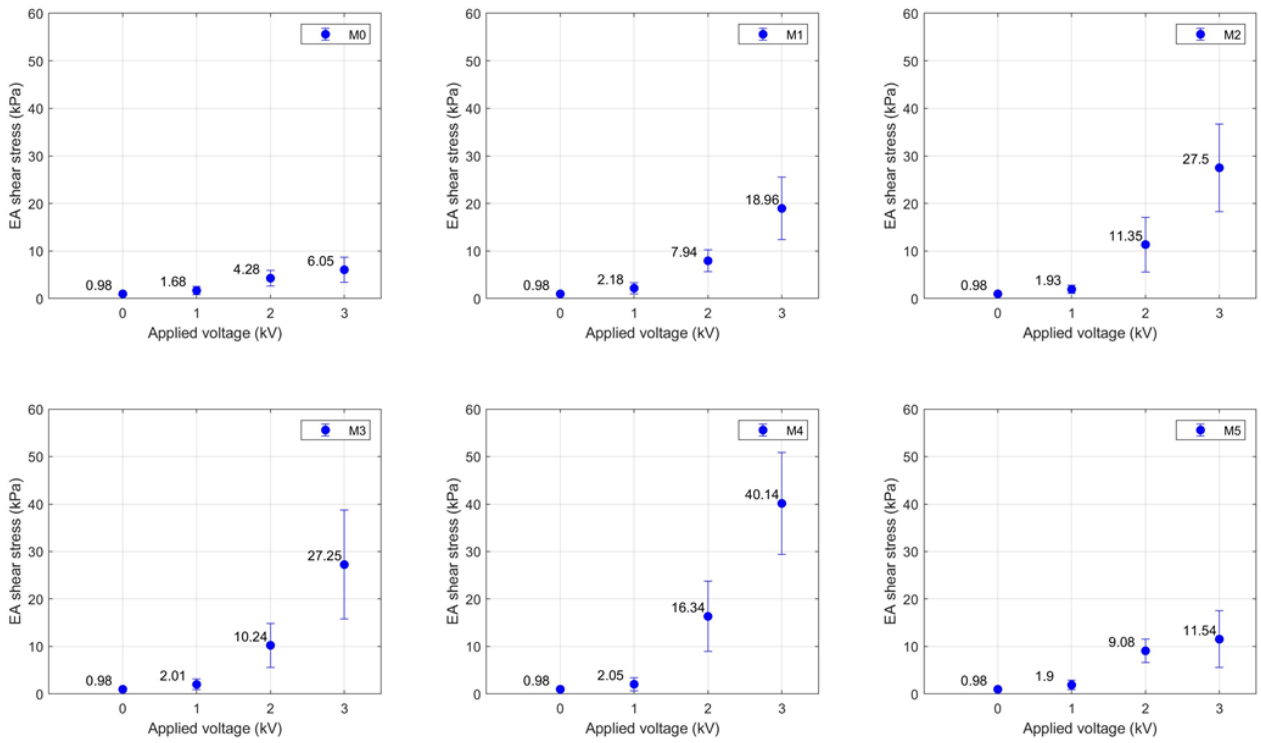 60
50
40
30
20
10
0
EA shear stress (kPa)
M0
0.98
1.68
4.28
6.05
0 1 2 3
Applied voltage (kV)
60
50
40
30
20
10
0
EA shear stress (kPa)
M1
0.98
2.18
7.94
18.96
0 1 2 3
Applied voltage (kV)
60
50
40
30
20
10
0
EA shear stress (kPa)
M2
0.98
1.93
11.35
27.5
0 1 2 3
Applied voltage (kV)
60
50
40
30
20
10
0
EA shear stress (kPa)
M3
0.98
2.01
10.24
27.25
0 1 2 3
Applied voltage (kV)
60
50
40
30
20
10
0
EA shear stress (kPa)
M4
0.98
2.05
16.34
40.14
0 1 2 3
Applied voltage (kV)
60
50
40
30
20
10
0
EA shear stress (kPa)
M5
0.98
1.9
9.08
11.54
0 1 2 3
Applied voltage (kV)